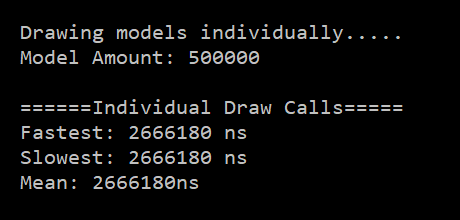 Drawing models individually.....
Model Amount: 500000
======Individual Draw Calls=====
Fastest: 2666180 ns
Slowest: 2666180 ns
Mean: 2666180ns